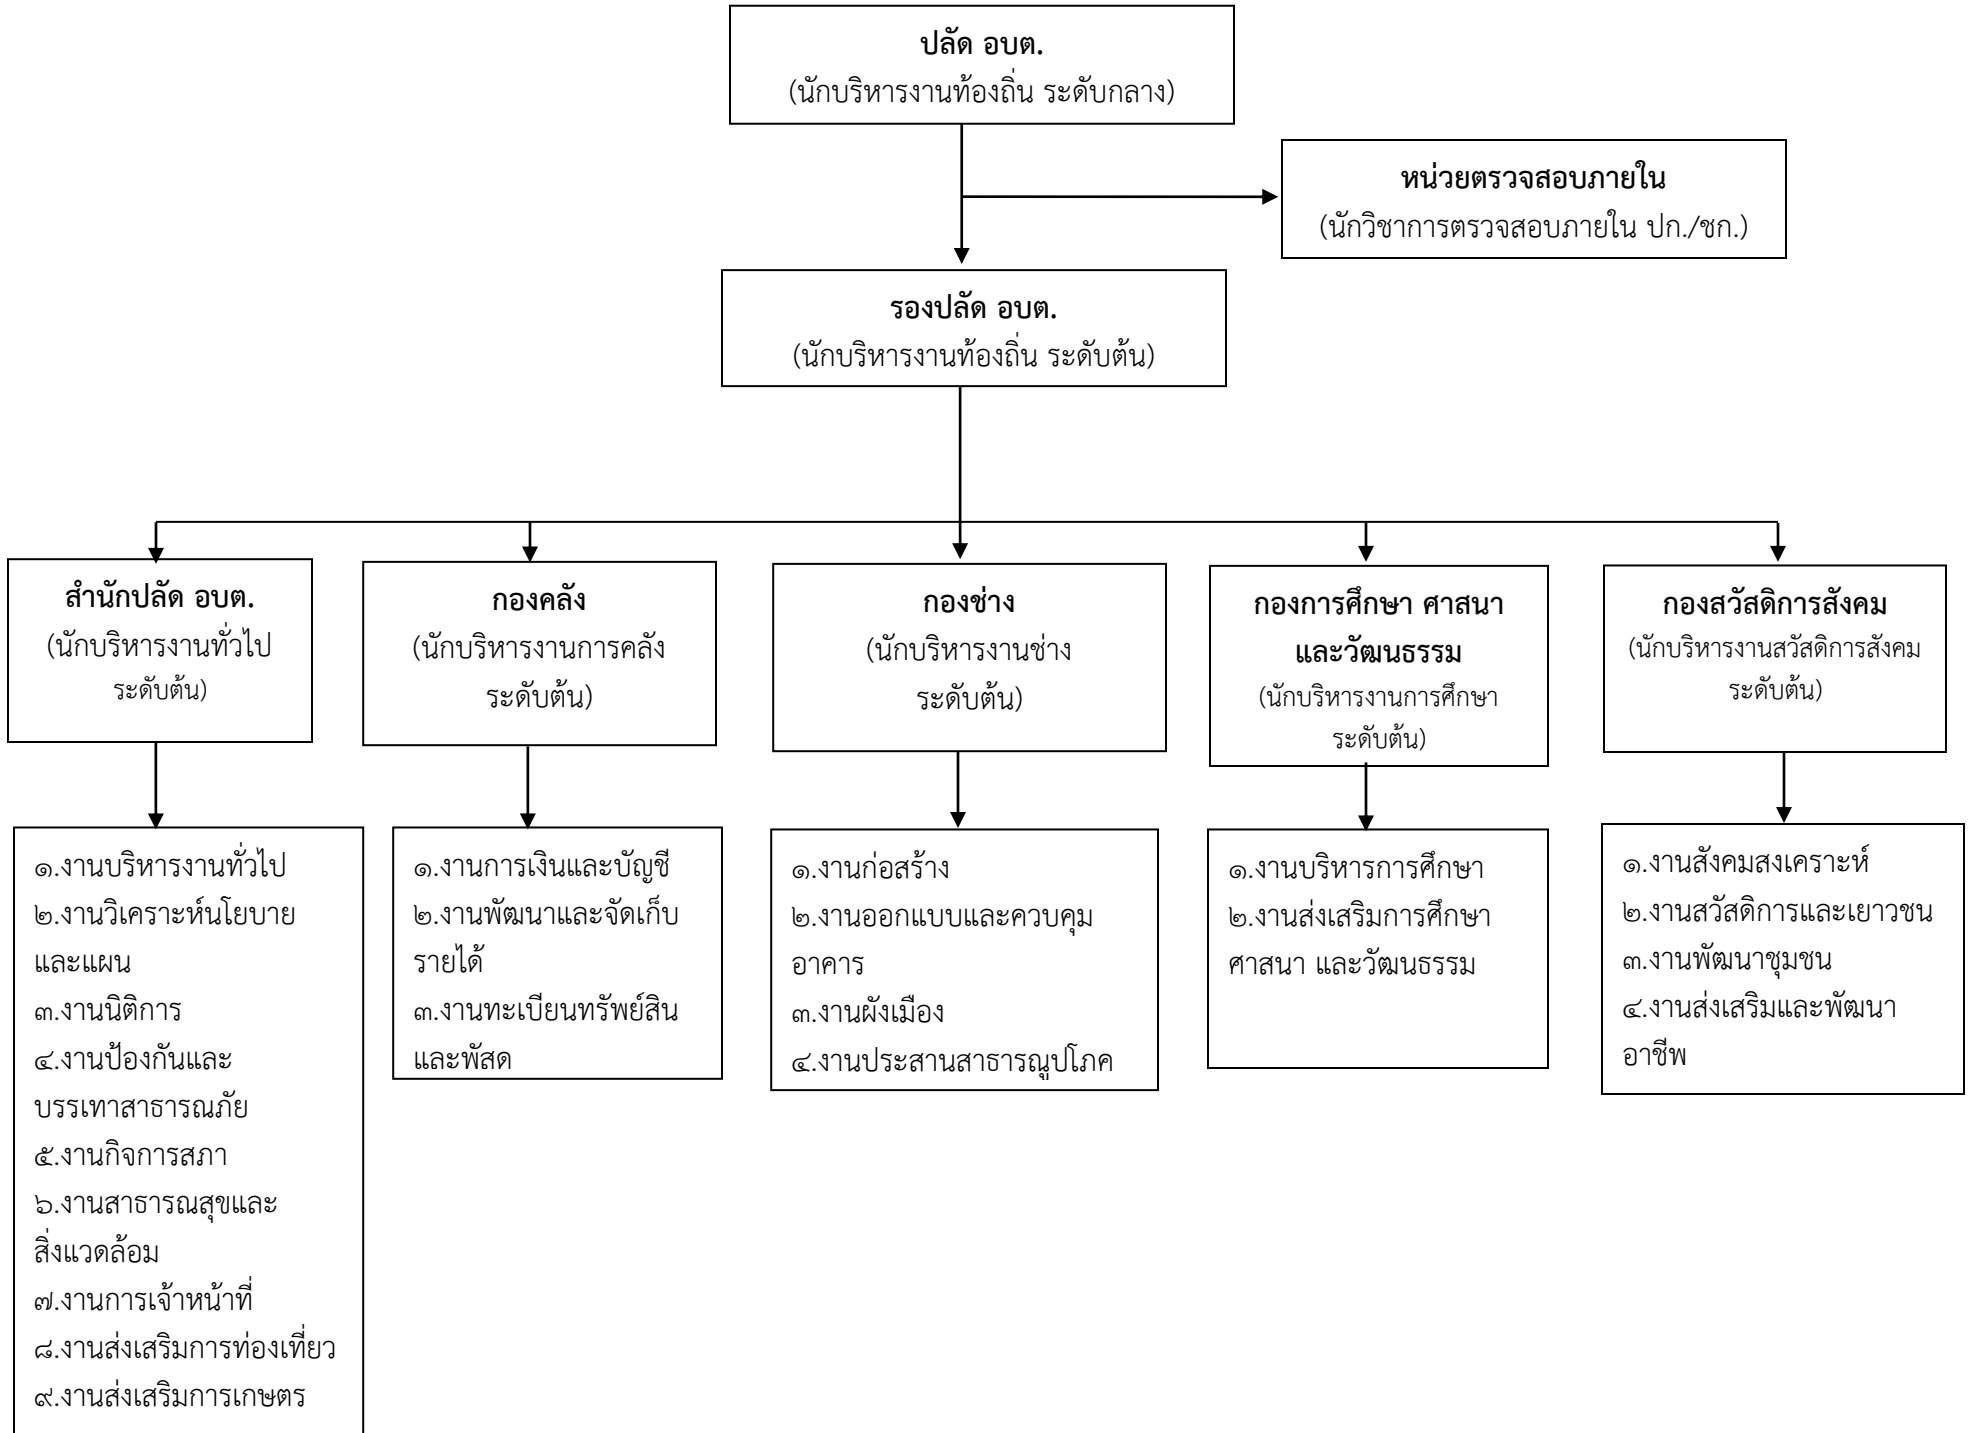 ปลัด อบต.
(นักบริหารงานท้องถิ่น ระดับกลาง)
หน่วยตรวจสอบภายใน
(นักวิชาการตรวจสอบภายใน ปก./ชก.)
รองปลัด อบต.
(นักบริหารงานท้องถิ่น ระดับต้น)
สำนักปลัด อบต.
(นักบริหารงานทั่วไป
ระดับต้น)
กองคลัง
(นักบริหารงานการคลัง
ระดับต้น)
กองช่าง
(นักบริหารงานช่าง
ระดับต้น)
กองการศึกษา ศาสนา
และวัฒนธรรม
(นักบริหารงานการศึกษา
ระดับต้น)
กองสวัสดิการสังคม
(นักบริหารงานสวัสดิการสังคม
ระดับต้น)
๑.งานบริหารงานทั่วไป
๒.งานวิเคราะห์นโยบาย
และแผน
๓.งานนิติการ
๔.งานป้องกันและ
บรรเทาสาธารณภัย
๕.งานกิจการสภา
๖.งานสาธารณสุขและ
สิ่งแวดล้อม
๗.งานการเจ้าหน้าที่
๘.งานส่งเสริมการท่องเที่ยว
๙.งานส่งเสริมการเกษตร
๑.งานการเงินและบัญชี
๒.งานพัฒนาและจัดเก็บ
รายได้
๓.งานทะเบียนทรัพย์สิน
และพัสด
๑.งานก่อสร้าง
๒.งานออกแบบและควบคุม
อาคาร
๓.งานผังเมือง
๔.งานประสานสาธารณูปโภค
๑.งานบริหารการศึกษา
๒.งานส่งเสริมการศึกษา
ศาสนา และวัฒนธรรม
๑.งานสังคมสงเคราะห์
๒.งานสวัสดิการและเยาวชน
๓.งานพัฒนาชุมชน
๔.งานส่งเสริมและพัฒนา
อาชีพ